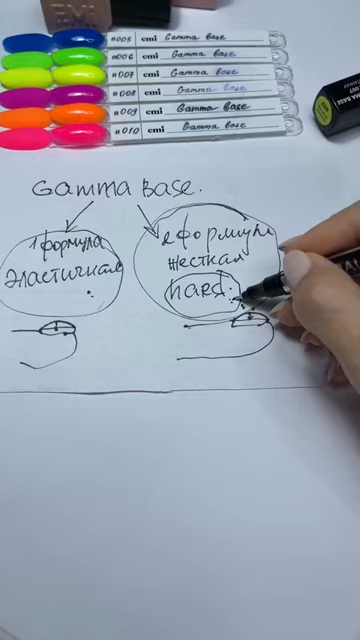 EMI
#005 emi Gamma Base
#006 emi Gamma Base
#007 emi Gamma Base
#008 emi Gamma Base
#009 emi Gamma Base
#010 emi Gamma Base
Gamma Base.
1 формула
эластичная
2 формула
жесткая
hard.